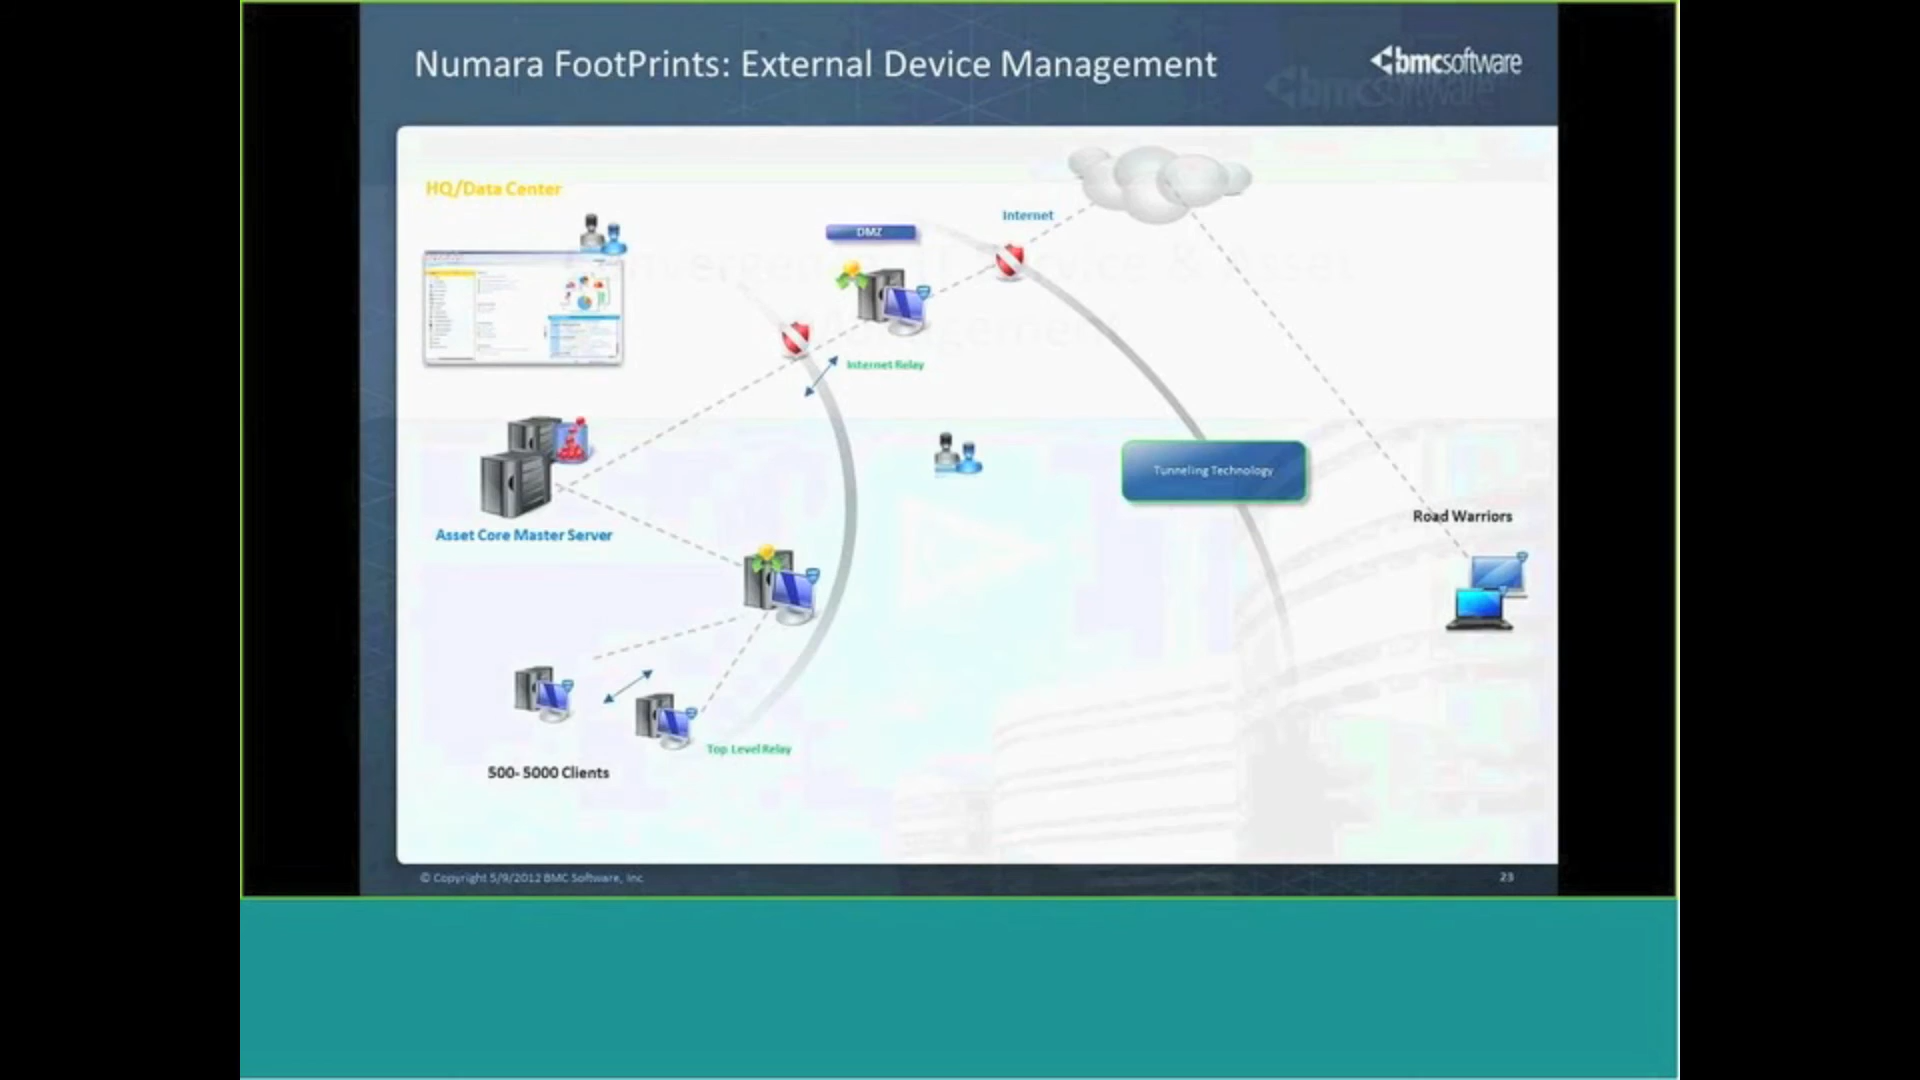 Numara FootPrints: External Device Management
bmcsoftware
HQ/Data Center
Internet
DMZ
Internet Relay
Tunneling Technology
Road Warriors
Asset Core Master Server
Top Level Relay
500- 5000 Clients
© Copyright 5/9/2012 BMC Software, Inc
23